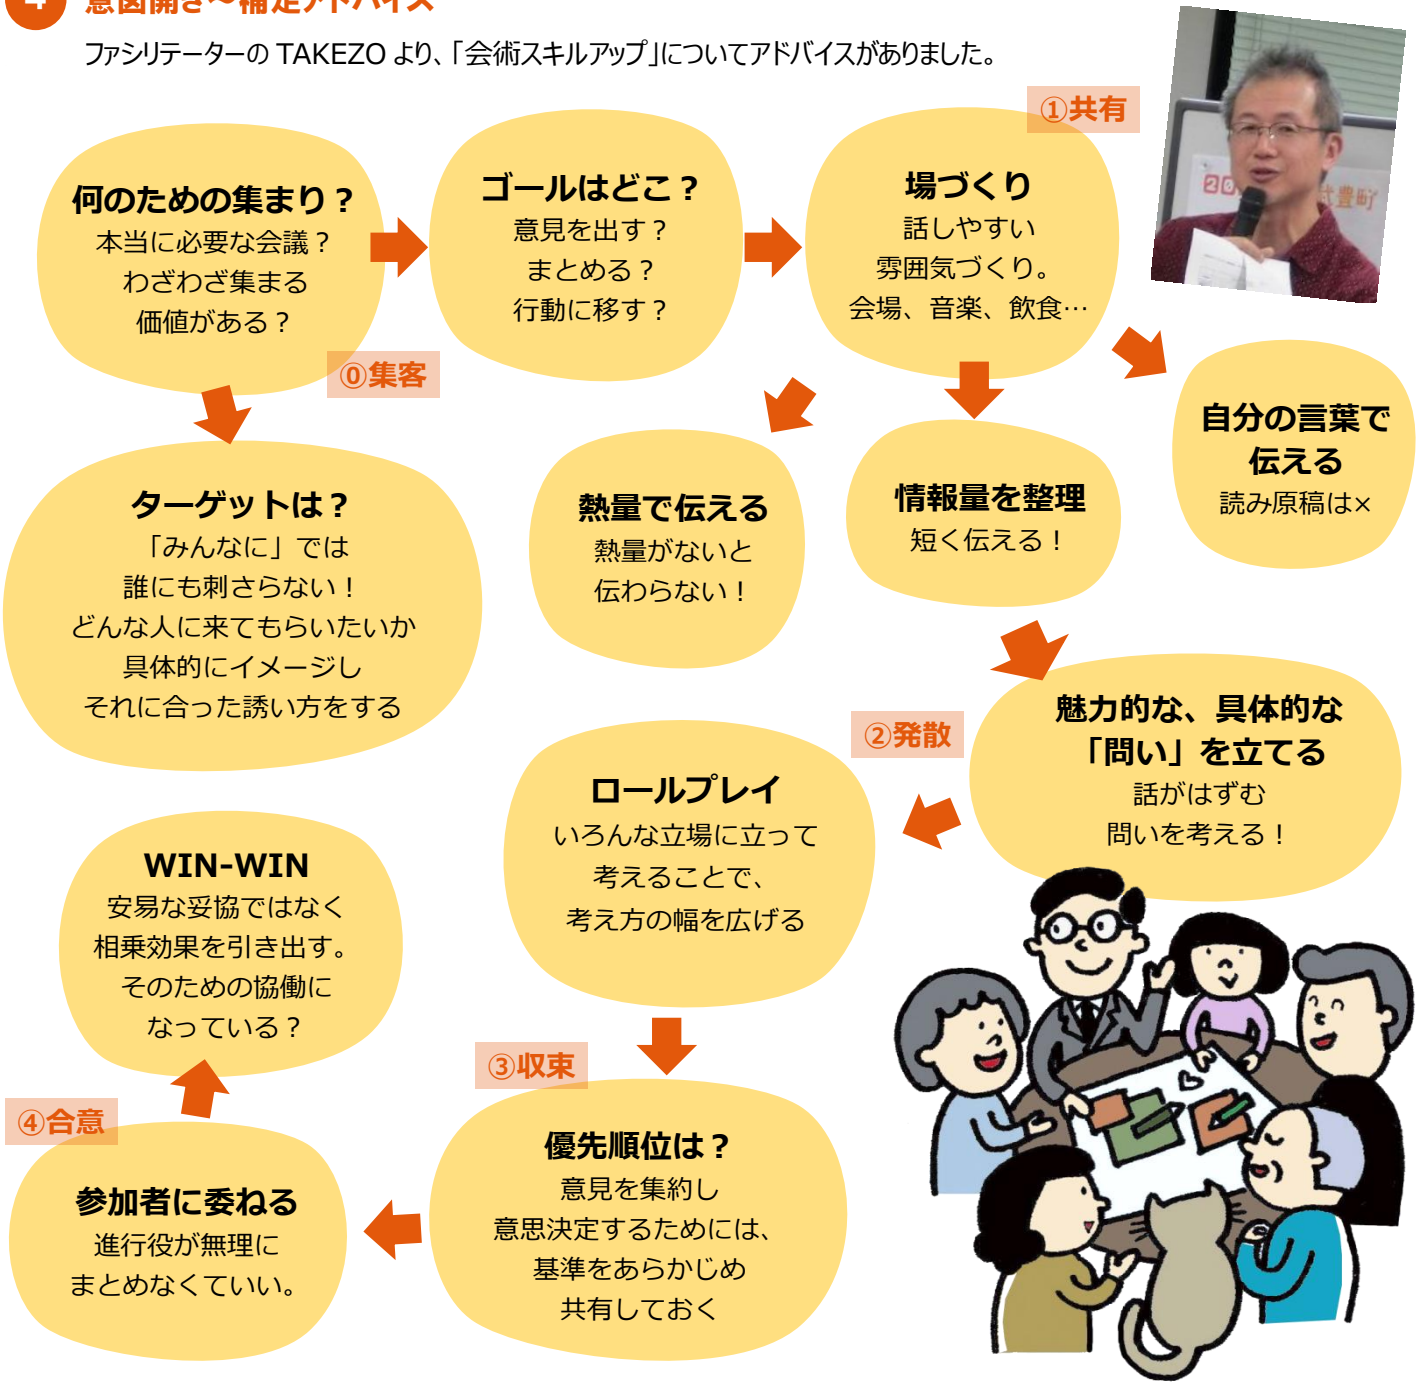 4 意図開き～補足アドバイス
ファシリテーターの TAKEZO より、「会術スキルアップ」についてアドバイスがありました。
何のための集まり？
本当に必要な会議？
わざわざ集まる
価値がある？
⓪集客
ターゲットは？
「みんなに」では
誰にも刺さらない！
どんな人に来てもらいたいか
具体的にイメージし
それに合った誘い方をする
ゴールはどこ？
意見を出す？
まとめる？
行動に移す？
①共有
場づくり
話しやすい
雰囲気づくり。
会場、音楽、飲食…
20
武豊町
熱量で伝える
熱量がないと
伝わらない！
情報量を整理
短く伝える！
自分の言葉で
伝える
読み原稿は×
②発散
魅力的な、具体的な
「問い」を立てる
話がはずむ
問いを考える！
ロールプレイ
いろんな立場に立って
考えることで、
考え方の幅を広げる
③収束
優先順位は？
意見を集約し
意思決定するためには、
基準をあらかじめ
共有しておく
④合意
参加者に委ねる
進行役が無理に
まとめなくていい。
WIN-WIN
安易な妥協ではなく
相乗効果を引き出す。
そのための協働に
なっている？